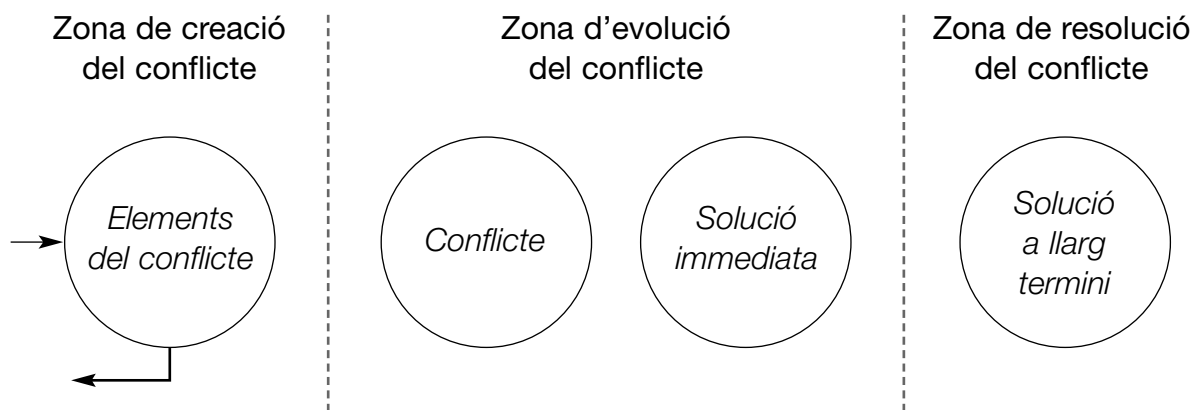 Zona de creació
del conflicte
Zona d’evolució
del conflicte
Zona de resolució
del conflicte
Elements
del conflicte
Conflicte
Solució
immediata
Solució
a llarg
termini